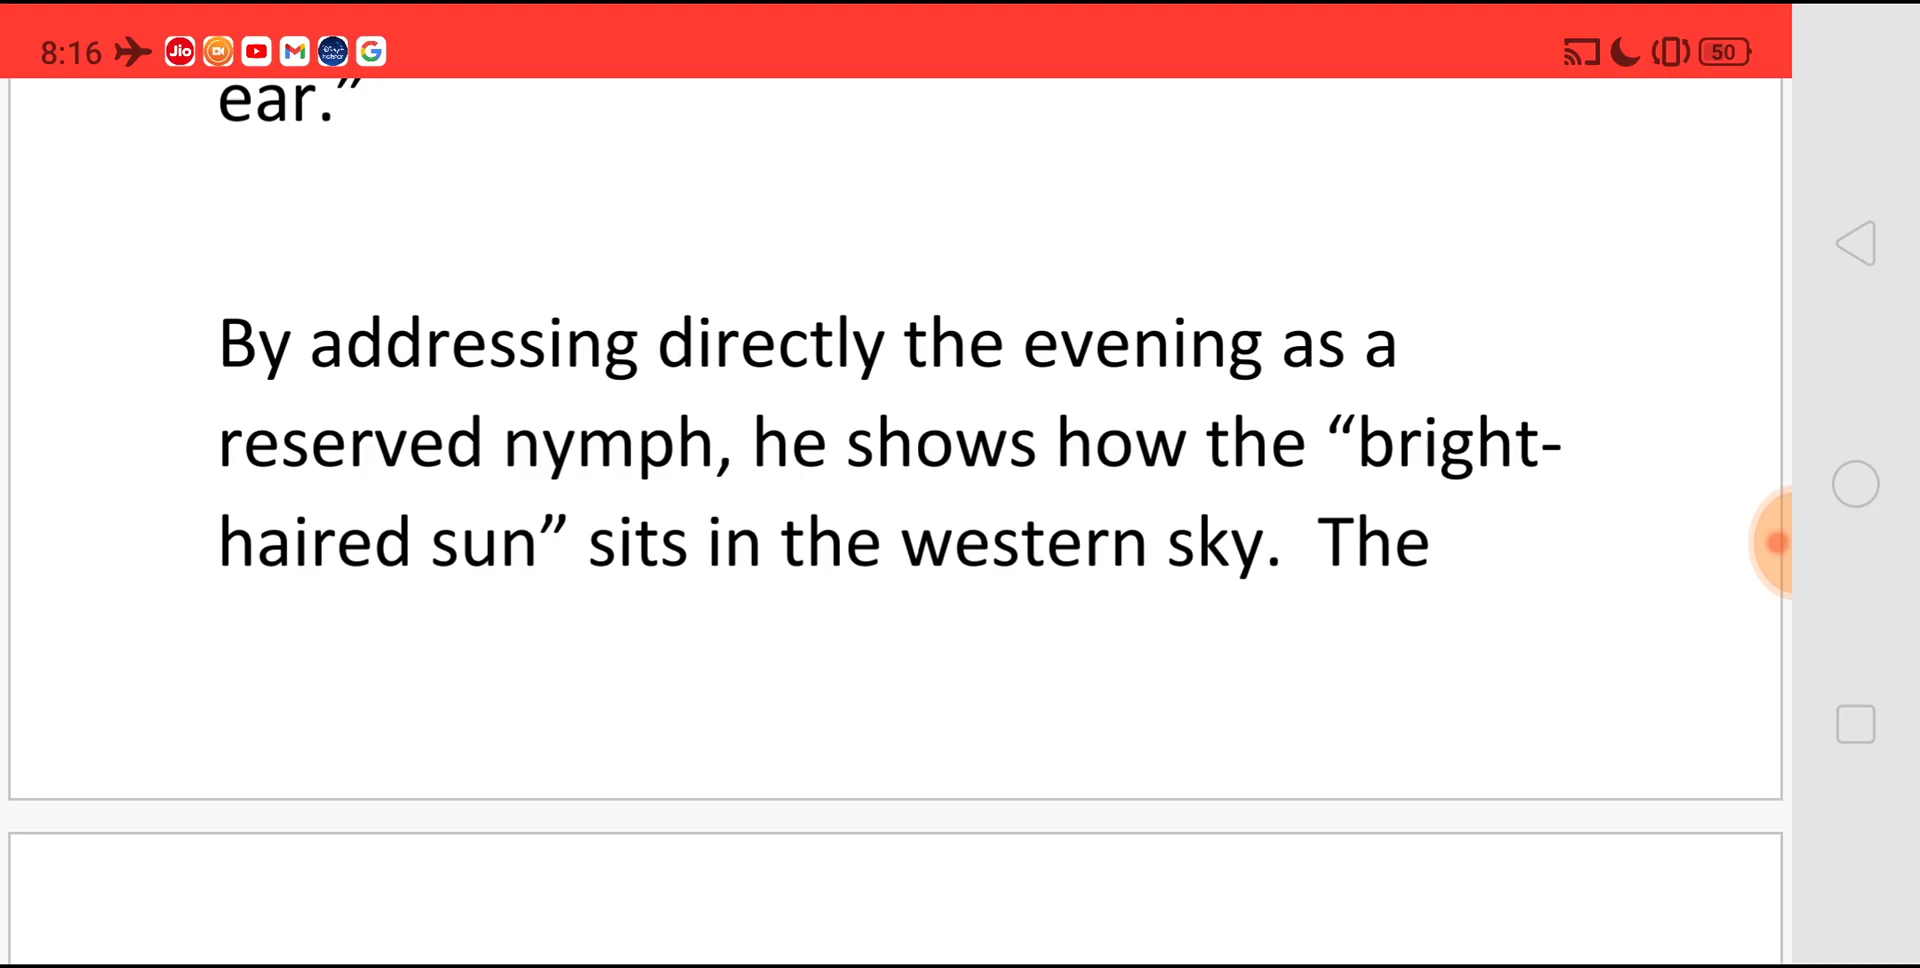 8:16 Jio 50
ear.”
By addressing directly the evening as a
reserved nymph, he shows how the “bright-
haired sun” sits in the western sky.  The